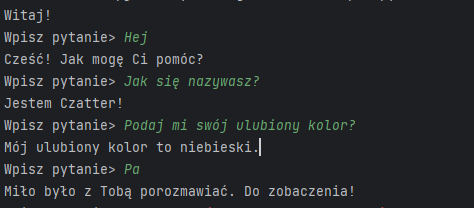 Witaj!
Wpisz pytanie> Hej
Cześć! Jak mogę Ci pomóc?
Wpisz pytanie> Jak się nazywasz?
Jestem Czatter!
Wpisz pytanie> Podaj mi swój ulubiony kolor?
Mój ulubiony kolor to niebieski.
Wpisz pytanie> Pa
Miło było z Tobą porozmawiać. Do zobaczenia!